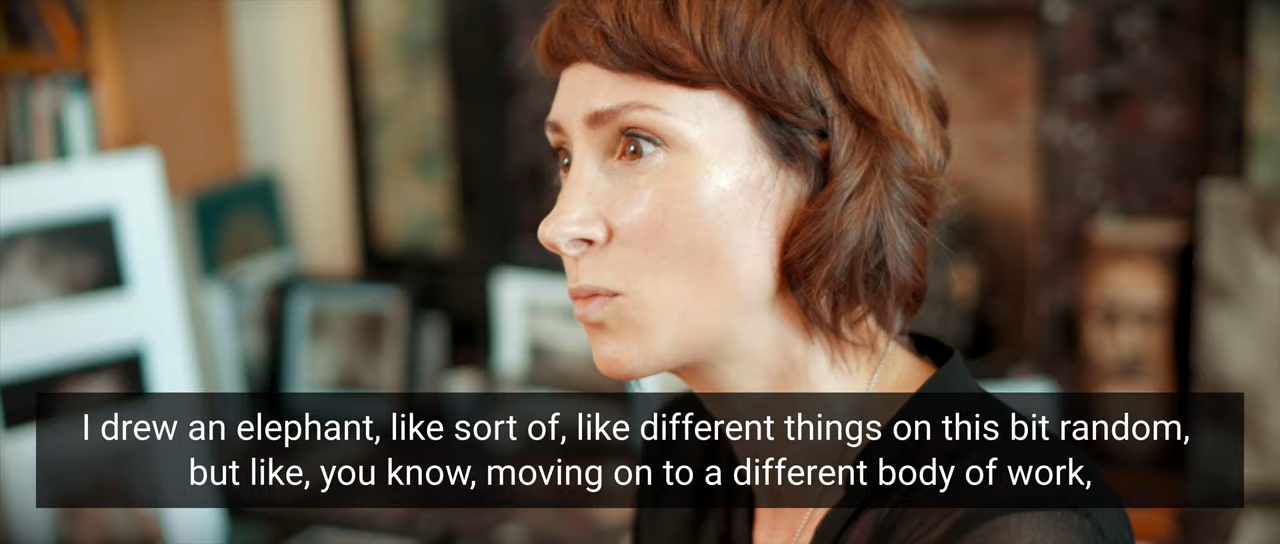 I drew an elephant, like sort of, like different things on this bit random,
but like, you know, moving on to a different body of work,